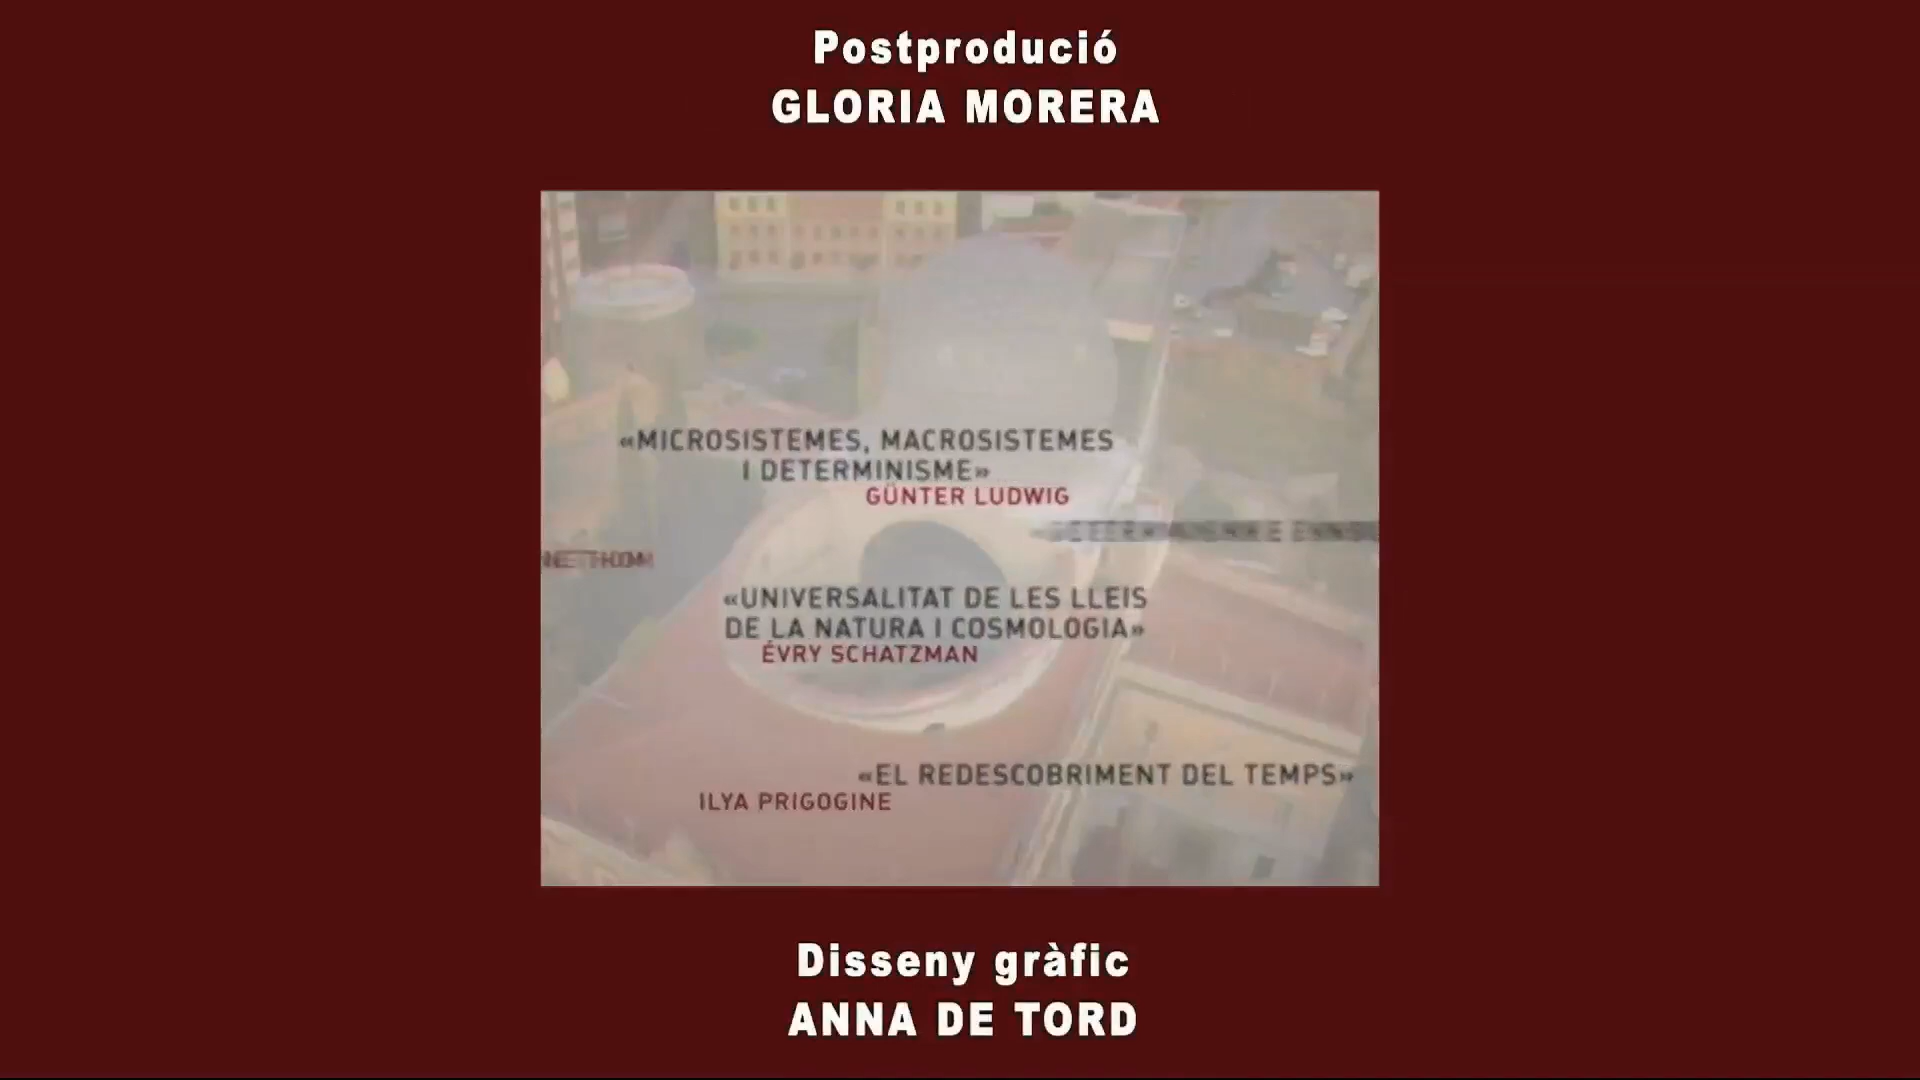 Postprodució
GLORIA MORERA
«MICROSISTEMES, MACROSISTEMES
I DETERMINISME»
GÜNTER LUDWIG
«UNIVERSALITAT DE LES LLEIS
DE LA NATURA I COSMOLOGIA»
ÉVRY SCHATZMAN
«EL REDESCOBRIMENT DEL TEMPS»
ILYA PRIGOGINE
Disseny gràfic
ANNA DE TORD